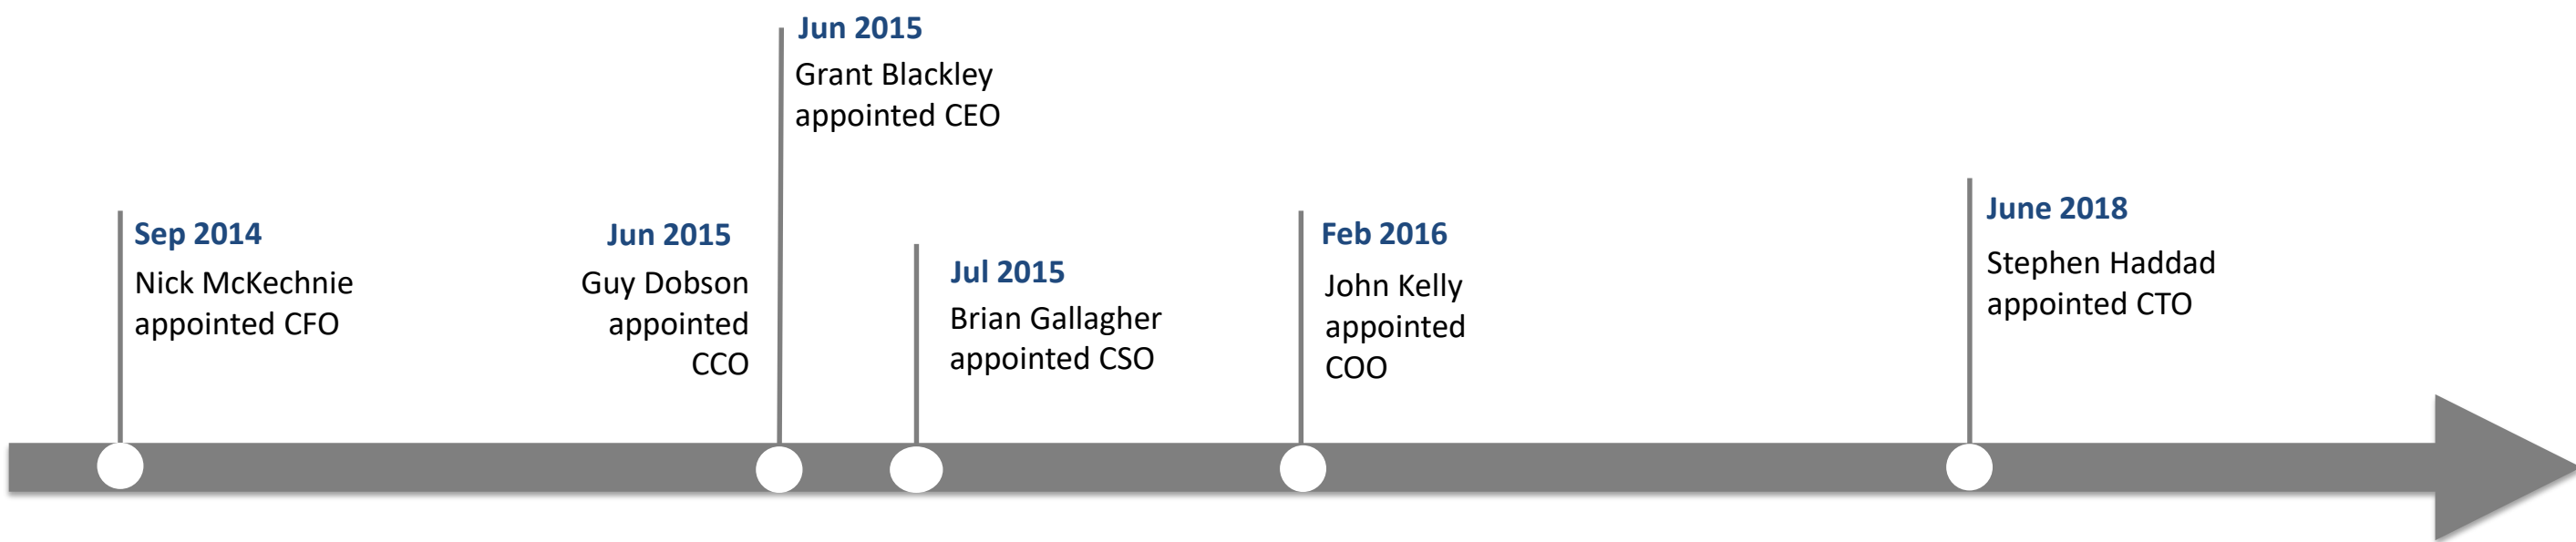 Sep 2014
Nick McKechnie
appointed CFO
Jun 2015
Guy Dobson
appointed
CCO
Jun 2015
Grant Blackley
appointed CEO
Jul 2015
Brian Gallagher
appointed CSO
Feb 2016
John Kelly
appointed
COO
June 2018
Stephen Haddad
appointed CTO